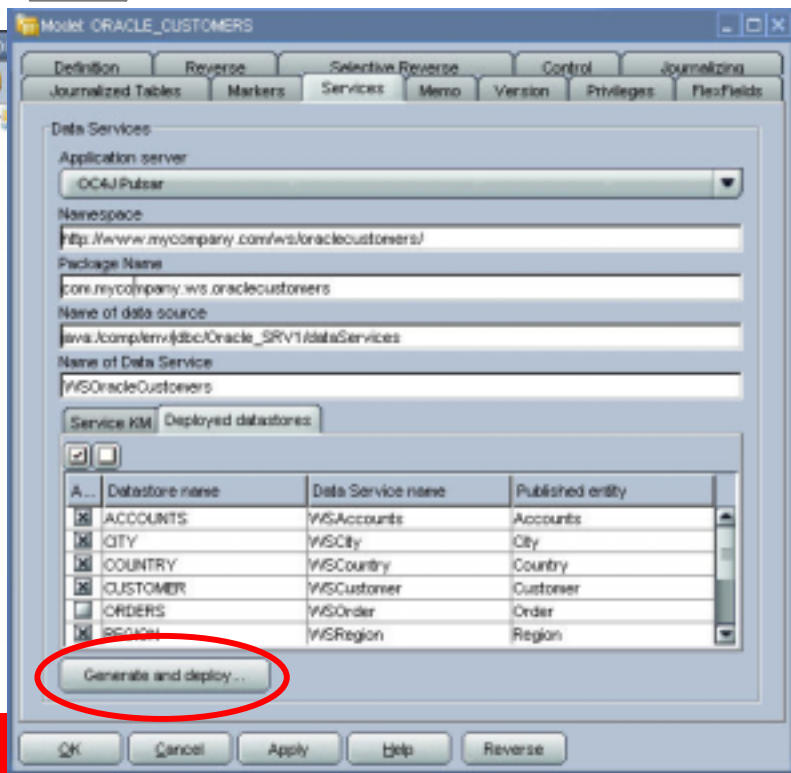 Model: ORACLE_CUSTOMERS
Definition Reverse Selective Reverse Control Journalizing
Journalized Tables Markers Services Memo Version Privileges FlexFields
Data Services
Application server
OC4J Pulsar
Namespace
http://www.mycompany.com/ws/oraclecustomers/
Package Name
com.mycompany.ws.oraclecustomers
Name of data source
java:/comp/env/jdbc/Oracle_SRV1/dataServices
Name of Data Service
WSOracleCustomers
Service KM Deployed datastores
A... Datastore name Data Service name Published entity
ACCOUNTS WSAccounts Accounts
CITY WSCity City
COUNTRY WSCountry Country
CUSTOMER WSCustomer Customer
ORDERS WSOrder Order
REGION WSRegion Region
Generate and deploy...
OK Cancel Apply Help Reverse